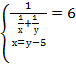 { 1/(1/x + 1/y) = 6
x=y−5